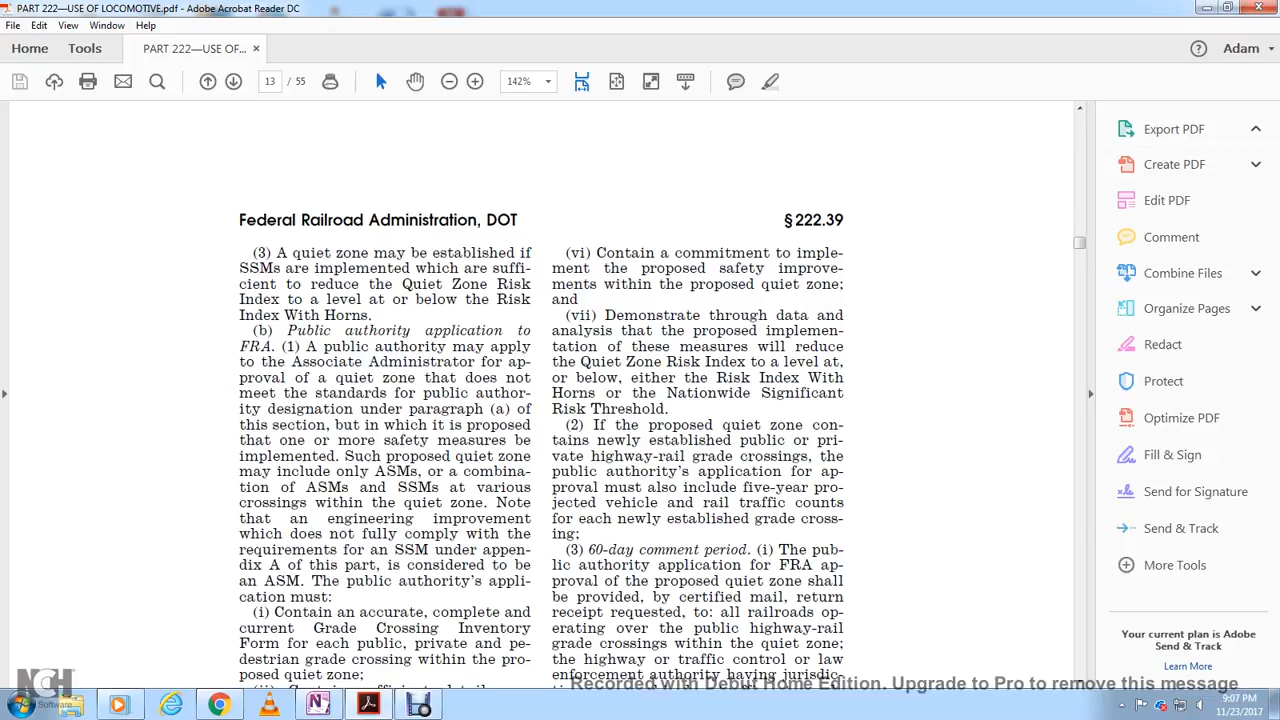 PART 222—USE OF LOCOMOTIVE.pdf - Adobe Acrobat Reader DC
File Edit View Window Help
Home Tools PART 222—USE OF... ×
Adam
13 / 55 142%
Federal Railroad Administration, DOT
§ 222.39
(3) A quiet zone may be established if
SSMs are implemented which are suffi-
cient to reduce the Quiet Zone Risk
Index to a level at or below the Risk
Index With Horns.
(b) Public authority application to
FRA. (1) A public authority may apply
to the Associate Administrator for ap-
proval of a quiet zone that does not
meet the standards for public author-
ity designation under paragraph (a) of
this section, but in which it is proposed
that one or more safety measures be
implemented. Such proposed quiet zone
may include only ASMs, or a combina-
tion of ASMs and SSMs at various
crossings within the quiet zone. Note
that an engineering improvement
which does not fully comply with the
requirements for an SSM under appen-
dix A of this part, is considered to be
an ASM. The public authority's appli-
cation must:
(i) Contain an accurate, complete and
current Grade Crossing Inventory
Form for each public, private and pe-
destrian grade crossing within the pro-
posed quiet zone;
(vi) Contain a commitment to imple-
ment the proposed safety improve-
ments within the proposed quiet zone;
and
(vii) Demonstrate through data and
analysis that the proposed implemen-
tation of these measures will reduce
the Quiet Zone Risk Index to a level at,
or below, either the Risk Index With
Horns or the Nationwide Significant
Risk Threshold.
(2) If the proposed quiet zone con-
tains newly established public or pri-
vate highway-rail grade crossings, the
public authority's application for ap-
proval must also include five-year pro-
jected vehicle and rail traffic counts
for each newly established grade cross-
ing;
(3) 60-day comment period. (i) The pub-
lic authority application for FRA ap-
proval of the proposed quiet zone shall
be provided, by certified mail, return
receipt requested, to: all railroads op-
erating over the public highway-rail
grade crossings within the quiet zone;
the highway or traffic control or law
enforcement authority having jurisdic-
Export PDF
Create PDF
Edit PDF
Comment
Combine Files
Organize Pages
Redact
Protect
Optimize PDF
Fill & Sign
Send for Signature
Send & Track
More Tools
Your current plan is Adobe
Send & Track
Learn More
Recorded with Debut Home Edition. Upgrade to Pro to remove this message
NCH
Software
9:07 PM
11/23/2017